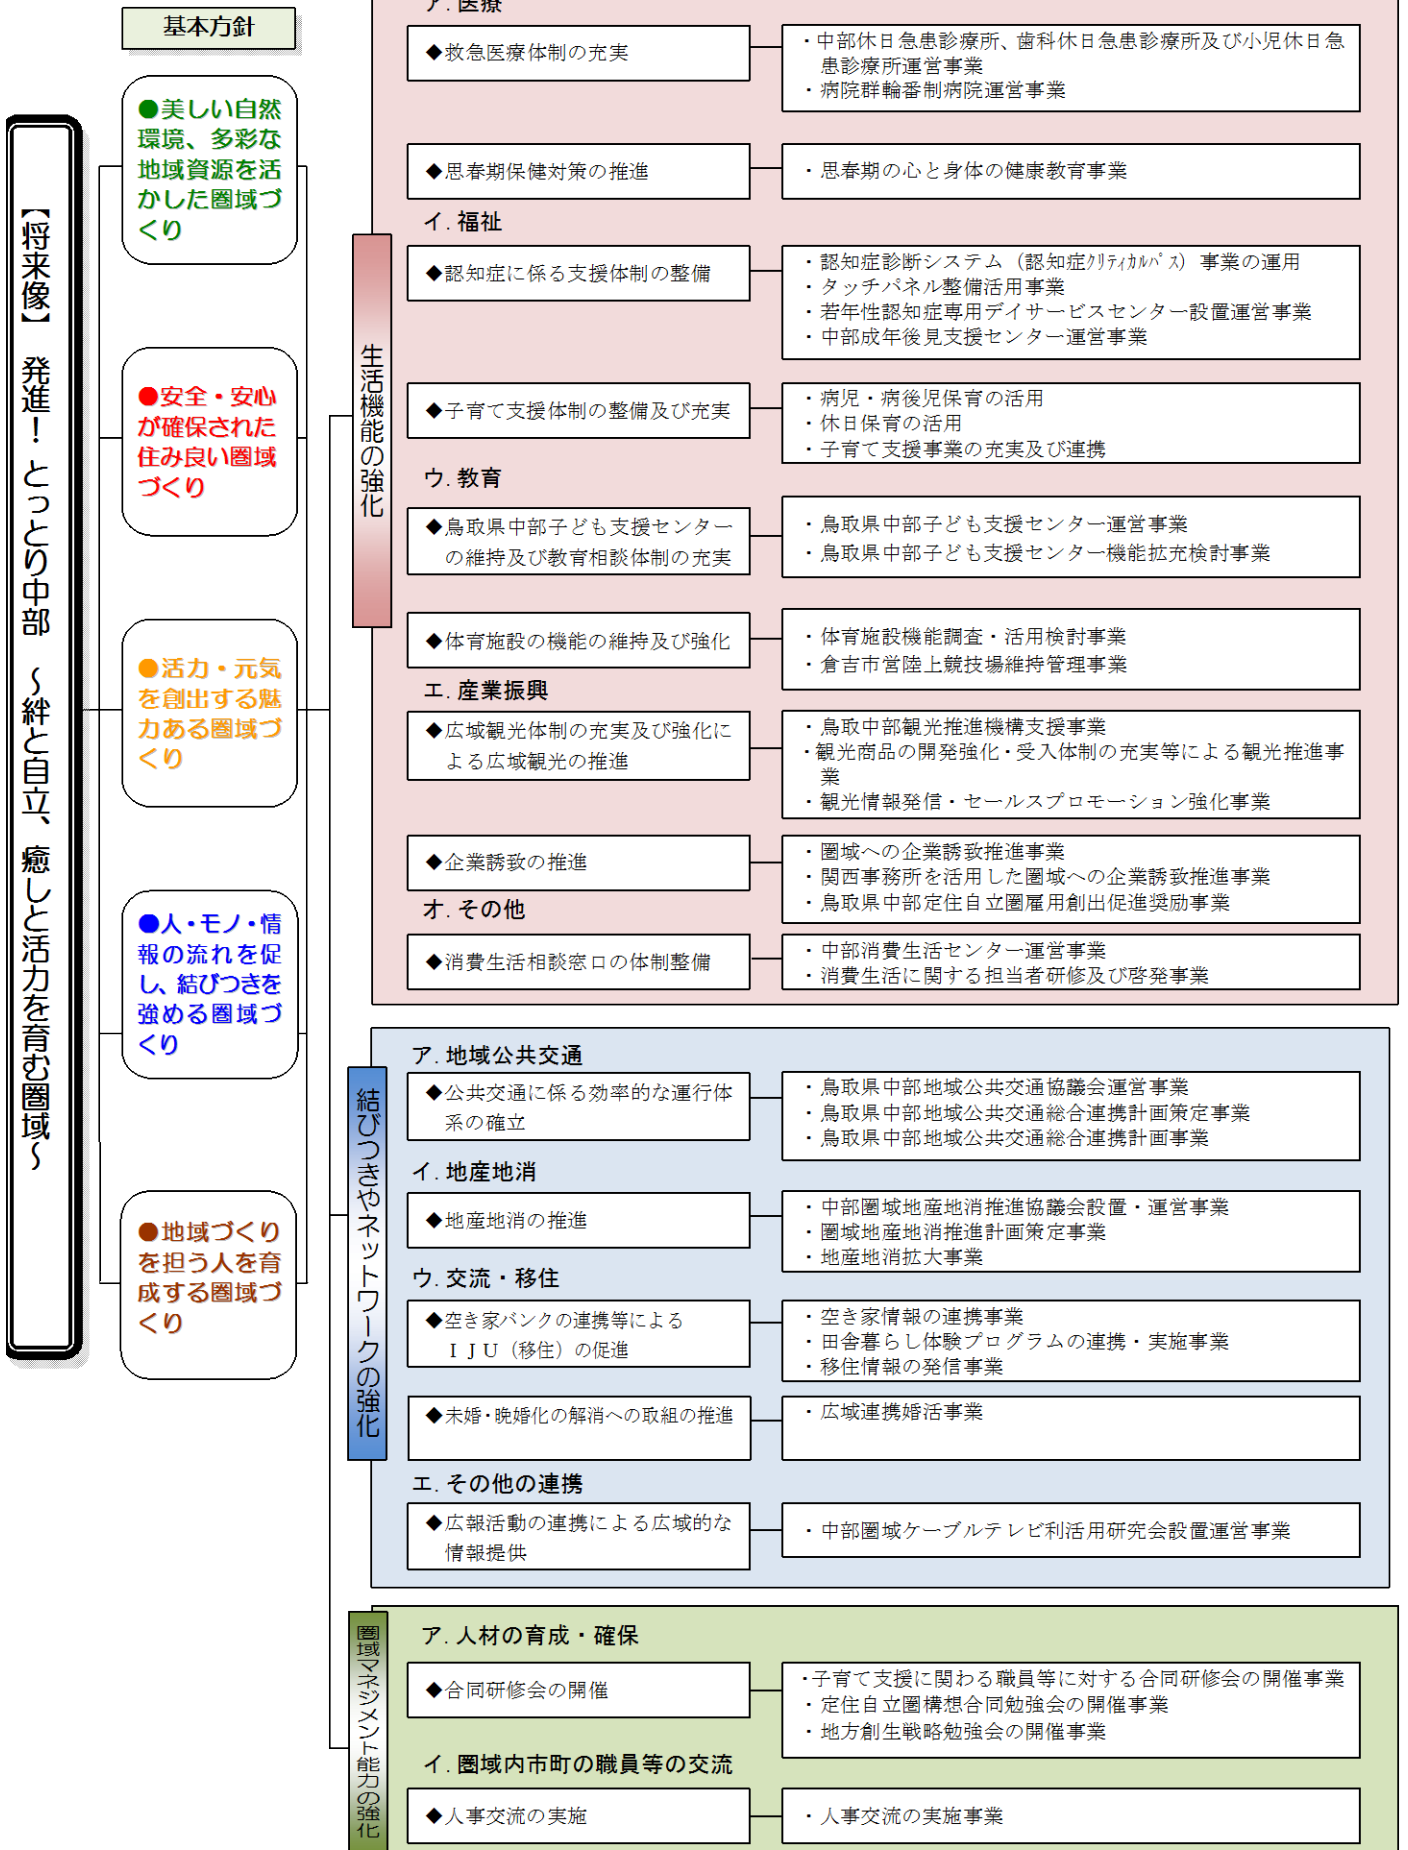 基本方針
【将来像】 発進！とっとり中部 ～絆と自立、癒しと活力を育む圏域～
●美しい自然
環境、多彩な
地域資源を活
かした圏域づ
くり
●安全・安心
が確保された
住み良い圏域
づくり
●活力・元気
を創出する魅
力ある圏域づ
くり
●人・モノ・情
報の流れを促
し、結びつきを
強める圏域づ
くり
●地域づくり
を担う人を育
成する圏域づ
くり
生活機能の強化
ア．医療
◆救急医療体制の充実
・中部休日急患診療所、歯科休日急患診療所及び小児休日急
患診療所運営事業
・病院群輪番制病院運営事業
◆思春期保健対策の推進
・思春期の心と身体の健康教育事業
イ．福祉
◆認知症に係る支援体制の整備
・認知症診断システム（認知症ｸﾘﾃｨｶﾙﾊﾟｽ）事業の運用
・タッチパネル整備活用事業
・若年性認知症専用デイサービスセンター設置運営事業
・中部成年後見支援センター運営事業
◆子育て支援体制の整備及び充実
・病児・病後児保育の活用
・休日保育の活用
・子育て支援事業の充実及び連携
ウ．教育
◆鳥取県中部子ども支援センター
の維持及び教育相談体制の充実
・鳥取県中部子ども支援センター運営事業
・鳥取県中部子ども支援センター機能拡充検討事業
◆体育施設の機能の維持及び強化
・体育施設機能調査・活用検討事業
・倉吉市営陸上競技場維持管理事業
エ．産業振興
◆広域観光体制の充実及び強化に
よる広域観光の推進
・鳥取中部観光推進機構支援事業
・観光商品の開発強化・受入体制の充実等による観光推進事
業
・観光情報発信・セールスプロモーション強化事業
◆企業誘致の推進
・圏域への企業誘致推進事業
・関西事務所を活用した圏域への企業誘致推進事業
・鳥取県中部定住自立圏雇用創出促進奨励事業
オ．その他
◆消費生活相談窓口の体制整備
・中部消費生活センター運営事業
・消費生活に関する担当者研修及び啓発事業
結びつきやネットワークの強化
ア．地域公共交通
◆公共交通に係る効率的な運行体
系の確立
・鳥取県中部地域公共交通協議会運営事業
・鳥取県中部地域公共交通総合連携計画策定事業
・鳥取県中部地域公共交通総合連携計画事業
イ．地産地消
◆地産地消の推進
・中部圏域地産地消推進協議会設置・運営事業
・圏域地産地消推進計画策定事業
・地産地消拡大事業
ウ．交流・移住
◆空き家バンクの連携等による
ＩＪＵ（移住）の促進
・空き家情報の連携事業
・田舎暮らし体験プログラムの連携・実施事業
・移住情報の発信事業
◆未婚・晩婚化の解消への取組の推進
・広域連携婚活事業
エ．その他の連携
◆広報活動の連携による広域的な
情報提供
・中部圏域ケーブルテレビ利活用研究会設置運営事業
圏域マネジメント能力の強化
ア．人材の育成・確保
◆合同研修会の開催
・子育て支援に関わる職員等に対する合同研修会の開催事業
・定住自立圏構想合同勉強会の開催事業
・地方創生戦略勉強会の開催事業
イ．圏域内市町の職員等の交流
◆人事交流の実施
・人事交流の実施事業